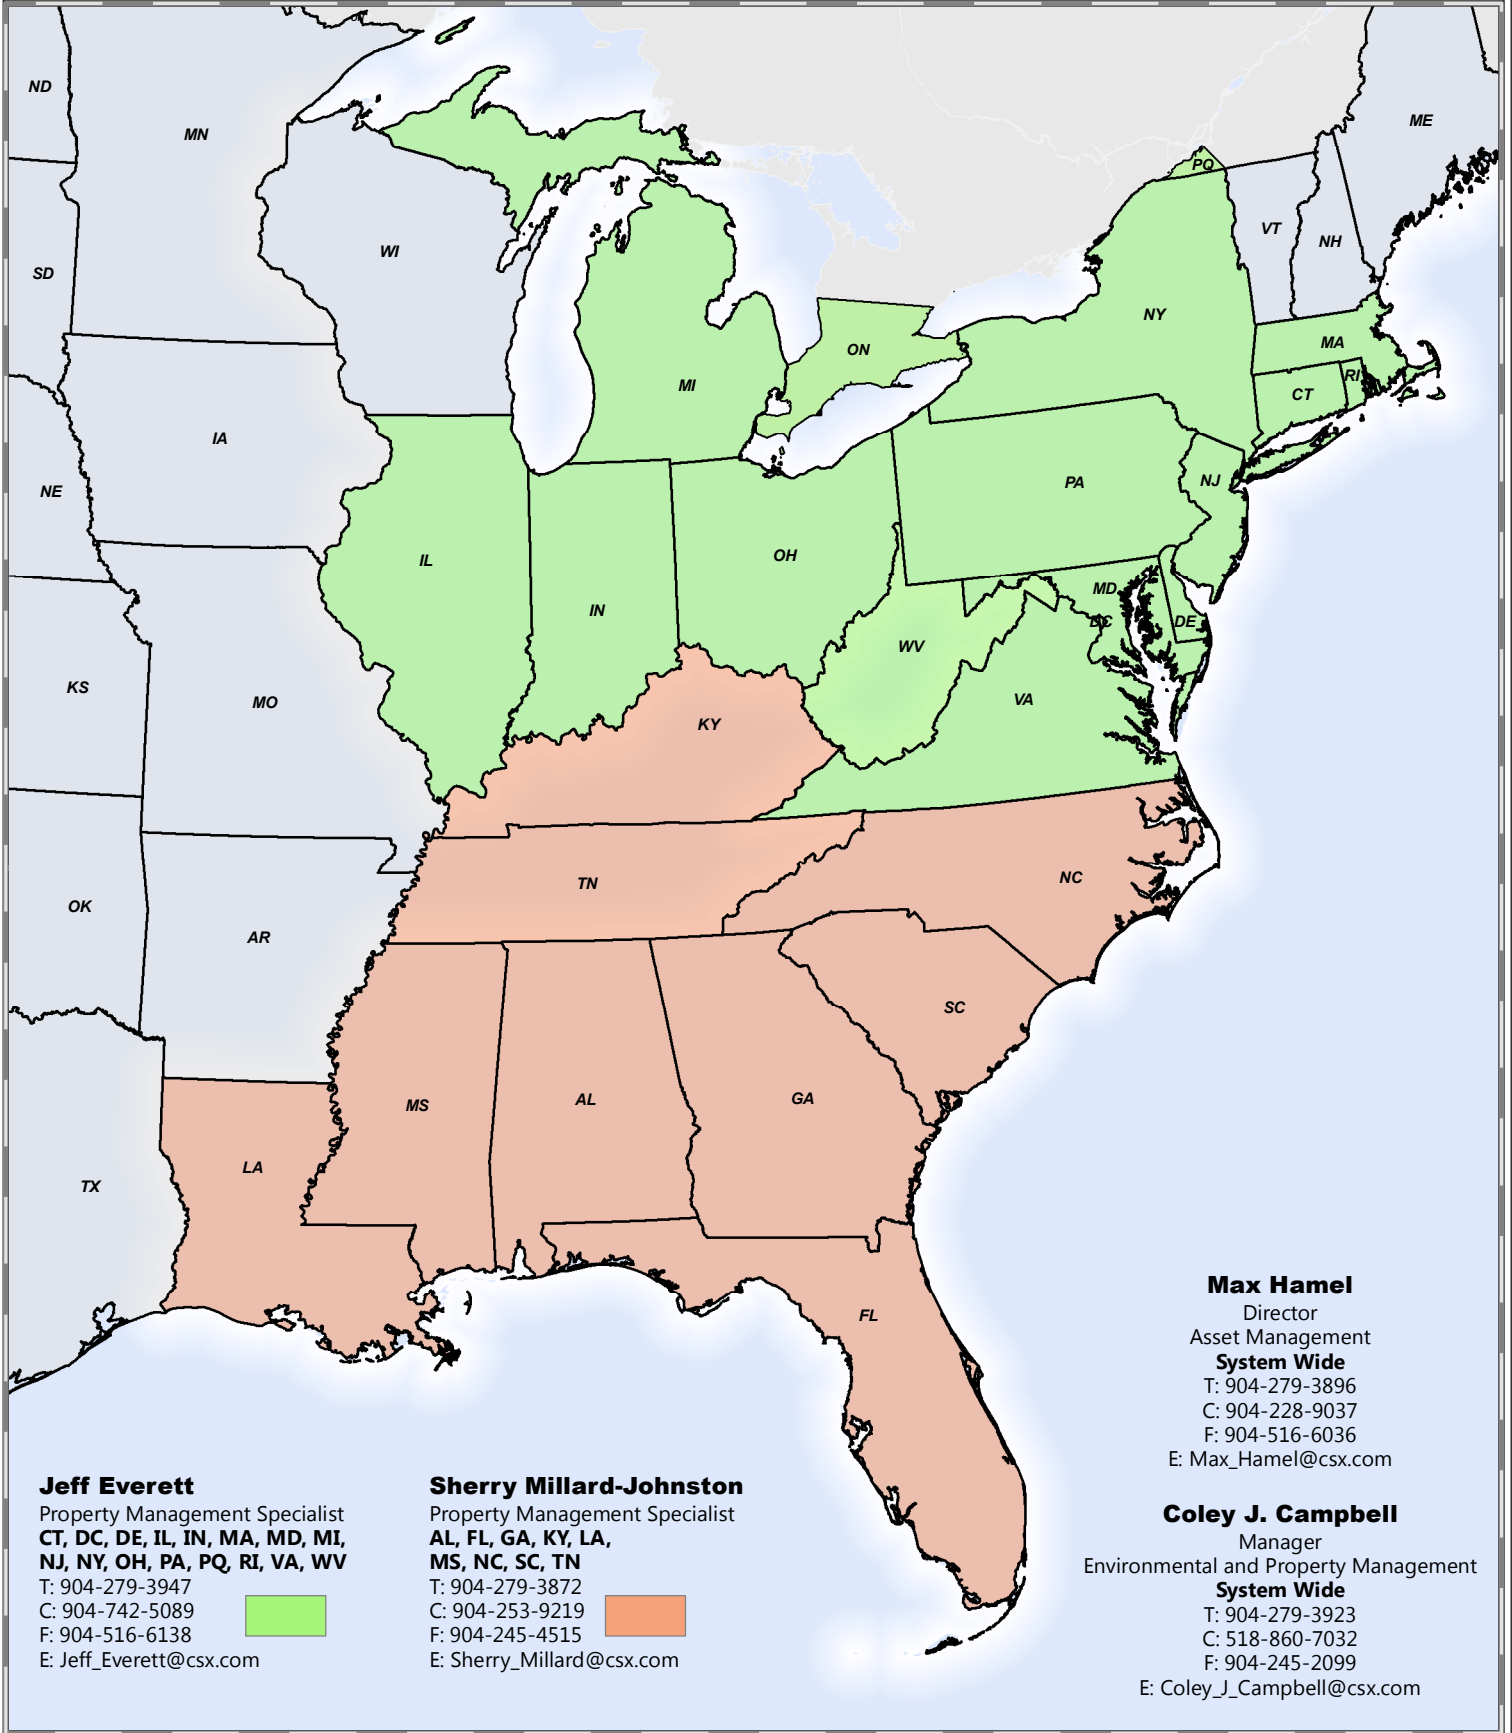 ND
MN
ME
PQ
WI
VT
NH
SD
NY
ON
MA
MI
RI
CT
IA
NE
PA
NJ
IL
OH
IN
MD
DC
DE
WV
KS
MO
VA
KY
TN
NC
OK
AR
SC
MS
AL
GA
LA
TX
FL
Max Hamel
Director
Asset Management
System Wide
T: 904-279-3896
C: 904-228-9037
F: 904-516-6036
E: Max_Hamel@csx.com
Jeff Everett
Property Management Specialist
CT, DC, DE, IL, IN, MA, MD, MI,
NJ, NY, OH, PA, PQ, RI, VA, WV
T: 904-279-3947
C: 904-742-5089
F: 904-516-6138
E: Jeff_Everett@csx.com
Sherry Millard-Johnston
Property Management Specialist
AL, FL, GA, KY, LA,
MS, NC, SC, TN
T: 904-279-3872
C: 904-253-9219
F: 904-245-4515
E: Sherry_Millard@csx.com
Coley J. Campbell
Manager
Environmental and Property Management
System Wide
T: 904-279-3923
C: 518-860-7032
F: 904-245-2099
E: Coley_J_Campbell@csx.com